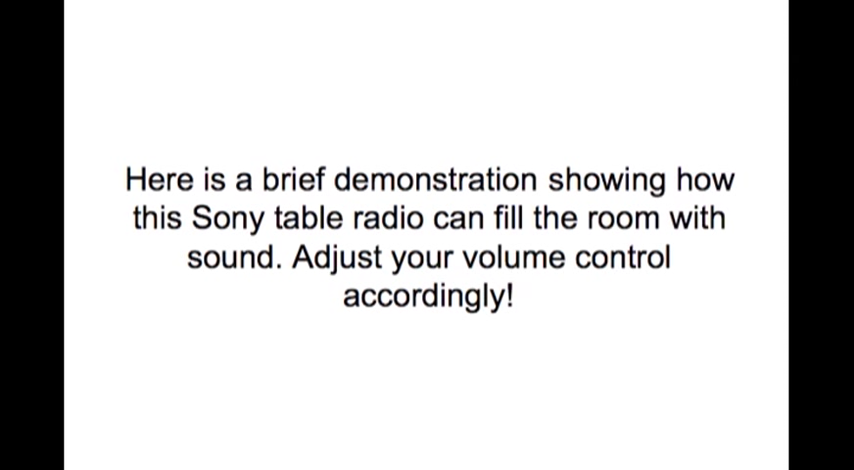 Here is a brief demonstration showing how
this Sony table radio can fill the room with
sound. Adjust your volume control
accordingly!